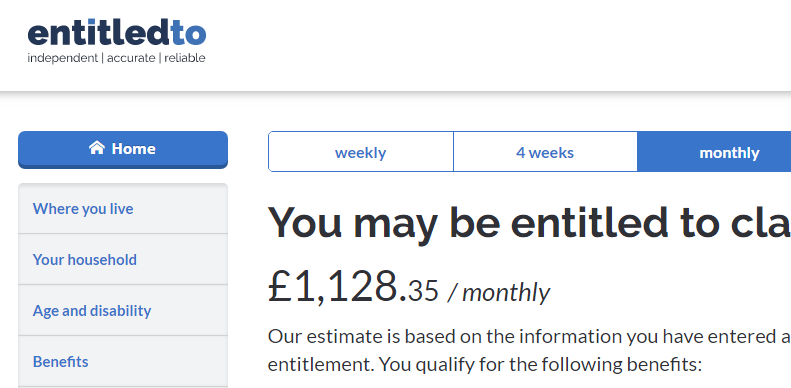 entitledto
independent | accurate | reliable
Home
weekly
4 weeks
monthly
Where you live
Your household
Age and disability
Benefits
You may be entitled to cla
£1,128.35 / monthly
Our estimate is based on the information you have entered a
entitlement. You qualify for the following benefits: